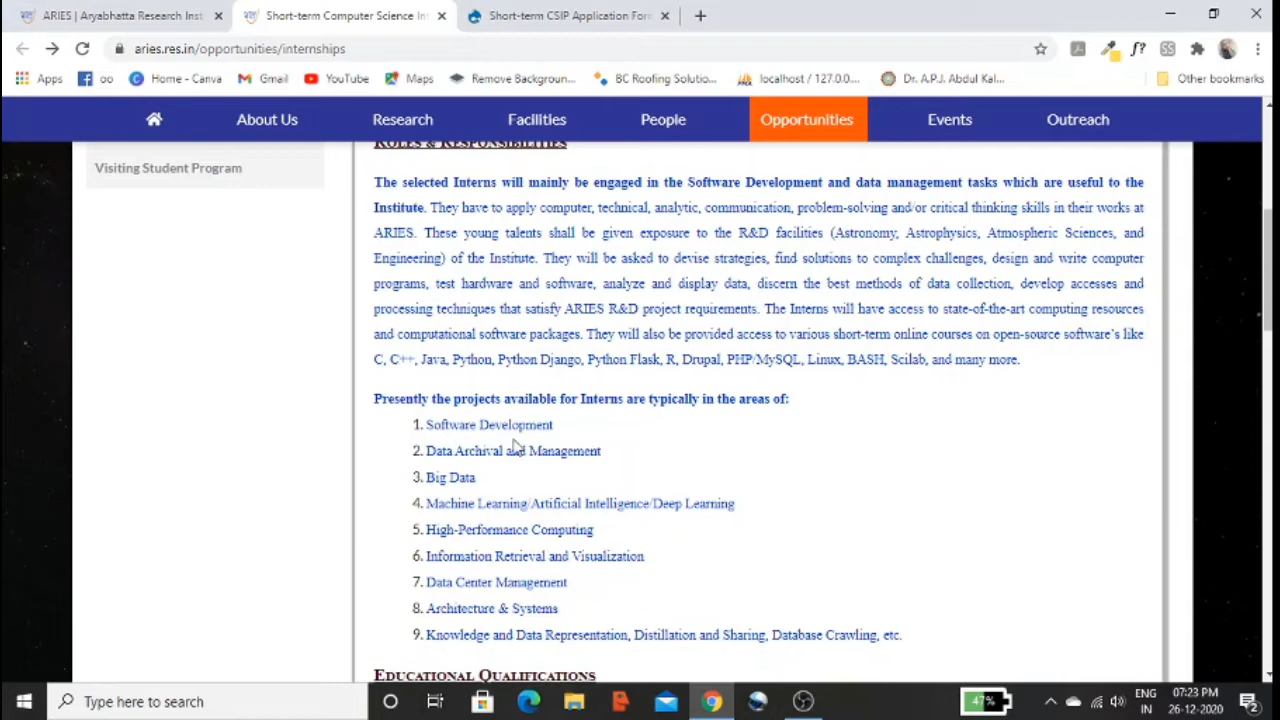 ARIES | Aryabhatta Research Inst
Short-term Computer Science In
Short-term CSIP Application For
aries.res.in/opportunities/internships
Apps
oo
Home - Canva
Gmail
YouTube
Maps
Remove Backgroun...
BC Roofing Solutio...
localhost / 127.0.0....
Dr. A.P.J. Abdul Kal...
Other bookmarks
About Us
Research
Facilities
People
Opportunities
Events
Outreach
Visiting Student Program
ROLES & RESPONSIBILITIES
The selected Interns will mainly be engaged in the Software Development and data management tasks which are useful to the
Institute. They have to apply computer, technical, analytic, communication, problem-solving and/or critical thinking skills in their works at
ARIES. These young talents shall be given exposure to the R&D facilities (Astronomy, Astrophysics, Atmospheric Sciences, and
Engineering) of the Institute. They will be asked to devise strategies, find solutions to complex challenges, design and write computer
programs, test hardware and software, analyze and display data, discern the best methods of data collection, develop accesses and
processing techniques that satisfy ARIES R&D project requirements. The Interns will have access to state-of-the-art computing resources
and computational software packages. They will also be provided access to various short-term online courses on open-source software's like
C, C++, Java, Python, Python Django, Python Flask, R, Drupal, PHP/MySQL, Linux, BASH, Scilab, and many more.
Presently the projects available for Interns are typically in the areas of:
1. Software Development
2. Data Archival and Management
3. Big Data
4. Machine Learning/Artificial Intelligence/Deep Learning
5. High-Performance Computing
6. Information Retrieval and Visualization
7. Data Center Management
8. Architecture & Systems
9. Knowledge and Data Representation, Distillation and Sharing, Database Crawling, etc.
EDUCATIONAL QUALIFICATIONS
Type here to search
47%
ENG
IN
07:23 PM
26-12-2020
2